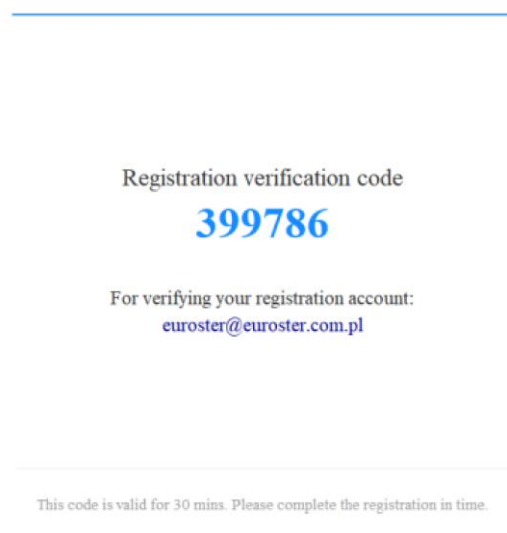 Registration verification code
399786
For verifying your registration account:
euroster@euroster.com.pl
This code is valid for 30 mins. Please complete the registration in time.